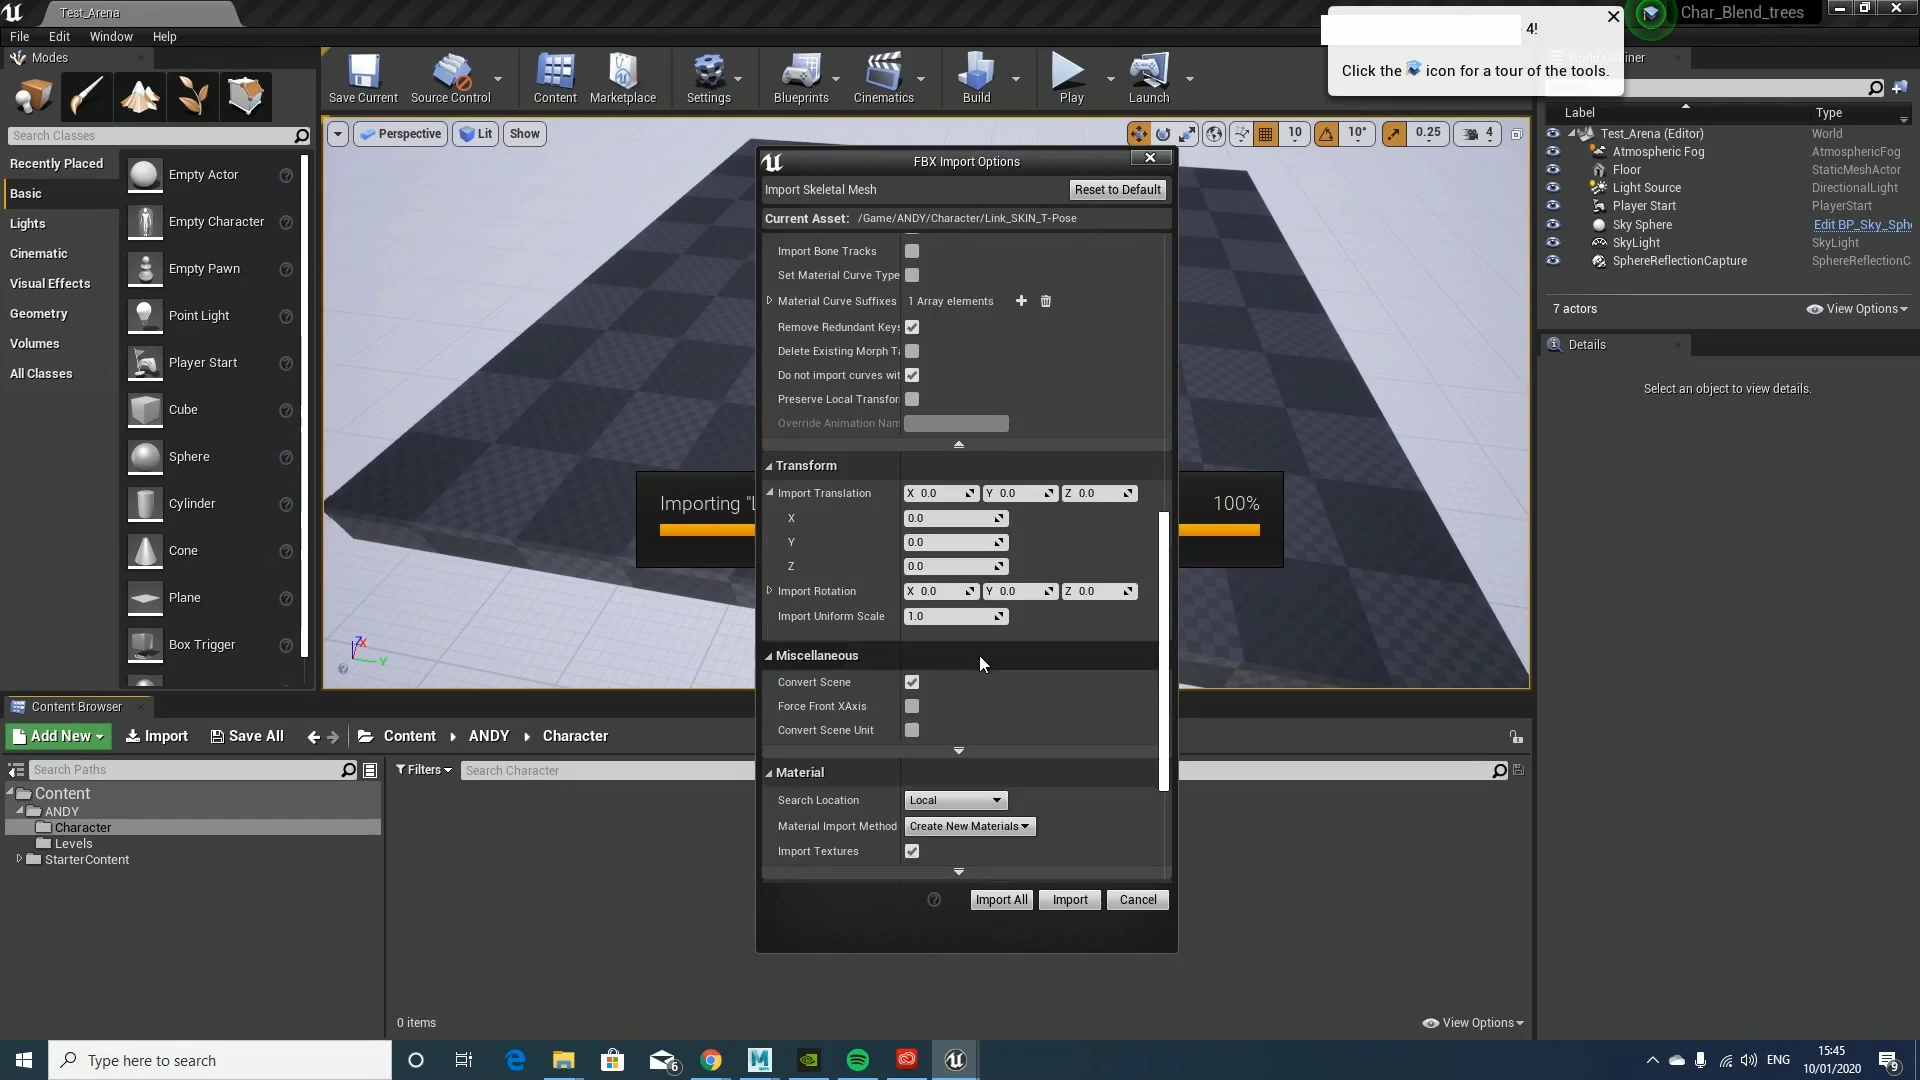 Test_Arena
Char_Blend_trees
File Edit Window Help
4!
Click the icon for a tour of the tools.
Modes
Search Classes
Recently Placed
Basic
Lights
Cinematic
Visual Effects
Geometry
Volumes
All Classes
Empty Actor
Empty Character
Empty Pawn
Point Light
Player Start
Cube
Sphere
Cylinder
Cone
Plane
Box Trigger
Save Current
Source Control
Content
Marketplace
Settings
Blueprints
Cinematics
Build
Play
Launch
Perspective Lit Show
10 10° 0.25 4
FBX Import Options
Import Skeletal Mesh Reset to Default
Current Asset: /Game/ANDY/Character/Link_SKIN_T-Pose
Import Bone Tracks
Set Material Curve Type
Material Curve Suffixes 1 Array elements
Remove Redundant Keys
Delete Existing Morph Ta
Do not import curves wit
Preserve Local Transfor
Override Animation Nam
Transform
Import Translation X 0.0 Y 0.0 Z 0.0
X 0.0
Y 0.0
Z 0.0
Import Rotation X 0.0 Y 0.0 Z 0.0
Import Uniform Scale 1.0
Miscellaneous
Convert Scene
Force Front XAxis
Convert Scene Unit
Material
Search Location Local
Material Import Method Create New Materials
Import Textures
Import All Import Cancel
Importing "L
100%
Z X
Y
World Outliner
Label Type
Test_Arena (Editor) World
Atmospheric Fog AtmosphericFog
Floor StaticMeshActor
Light Source DirectionalLight
Player Start PlayerStart
Sky Sphere Edit BP_Sky_Sph
SkyLight SkyLight
SphereReflectionCapture SphereReflectionC
7 actors View Options
Details
Select an object to view details.
Content Browser
Add New Import Save All Content ANDY Character
Search Paths
Filters Search Character
Content
ANDY
Character
Levels
StarterContent
0 items View Options
Type here to search
6
ENG
15:45
10/01/2020
9